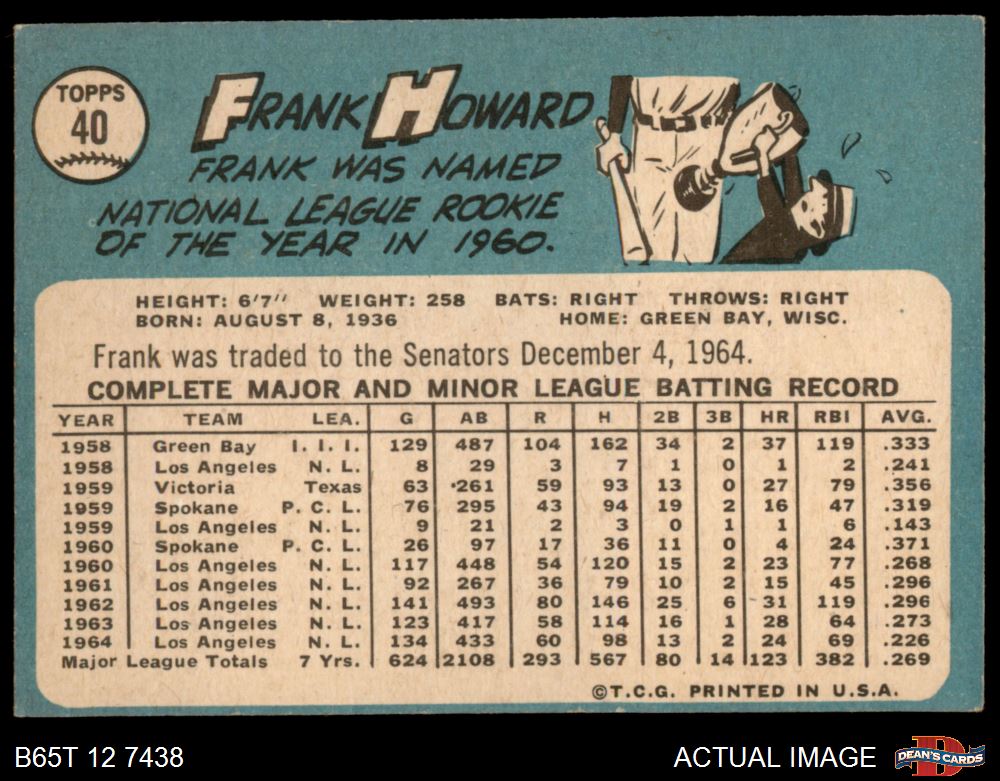 TOPPS
40
FRANK HOWARD
FRANK WAS NAMED
NATIONAL LEAGUE ROOKIE
OF THE YEAR IN 1960.
HEIGHT: 6'7" WEIGHT: 258 BATS: RIGHT THROWS: RIGHT
BORN: AUGUST 8, 1936 HOME: GREEN BAY, WISC.
Frank was traded to the Senators December 4, 1964.
COMPLETE MAJOR AND MINOR LEAGUE BATTING RECORD
YEAR TEAM LEA. G AB R H 2B 3B HR RBI AVG.
1958 Green Bay I. I. I. 129 487 104 162 34 2 37 119 .333
1958 Los Angeles N. L. 8 29 3 7 1 0 1 2 .241
1959 Victoria Texas 63 261 59 93 13 0 27 79 .356
1959 Spokane P. C. L. 76 295 43 94 19 2 16 47 .319
1959 Los Angeles N. L. 9 21 2 3 0 1 1 6 .143
1960 Spokane P. C. L. 26 97 17 36 11 0 4 24 .371
1960 Los Angeles N. L. 117 448 54 120 15 2 23 77 .268
1961 Los Angeles N. L. 92 267 36 79 10 2 15 45 .296
1962 Los Angeles N. L. 141 493 80 146 25 6 31 119 .296
1963 Los Angeles N. L. 123 417 58 114 16 1 28 64 .273
1964 Los Angeles N. L. 134 433 60 98 13 2 24 69 .226
Major League Totals 7 Yrs. 624 2108 293 567 80 14 123 382 .269
©T.C.G. PRINTED IN U.S.A.
B65T 12 7438 ACTUAL IMAGE D DEAN'S CARDS